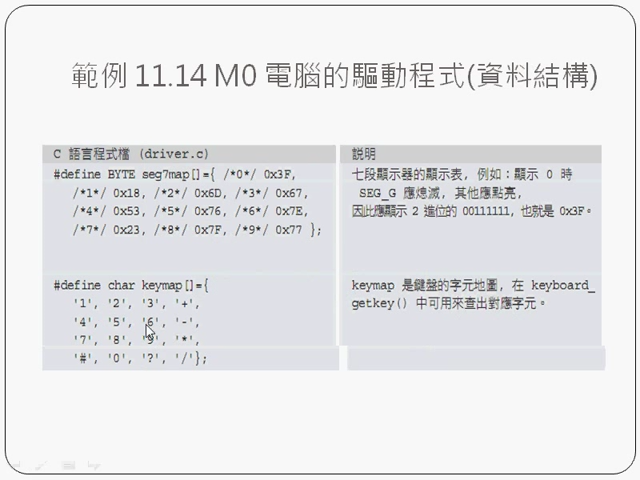 範例 11.14 M0 電腦的驅動程式(資料結構)
C 語言程式檔 (driver.c)
說明
#define BYTE seg7map[]={ /*0*/ 0x3F,
/*1*/ 0x18, /*2*/ 0x6D, /*3*/ 0x67,
/*4*/ 0x53, /*5*/ 0x76, /*6*/ 0x7E,
/*7*/ 0x23, /*8*/ 0x7F, /*9*/ 0x77 };
七段顯示器的顯示表, 例如：顯示 0 時
SEG_G 應熄滅, 其他應點亮,
因此應顯示 2 進位的 00111111, 也就是 0x3F。
#define char keymap[]={
'1', '2', '3', '+',
'4', '5', '6', '-',
'7', '8', '9', '*',
'#', '0', '?', '/'};
keymap 是鍵盤的字元地圖, 在 keyboard_
getkey() 中可用來查出對應字元。